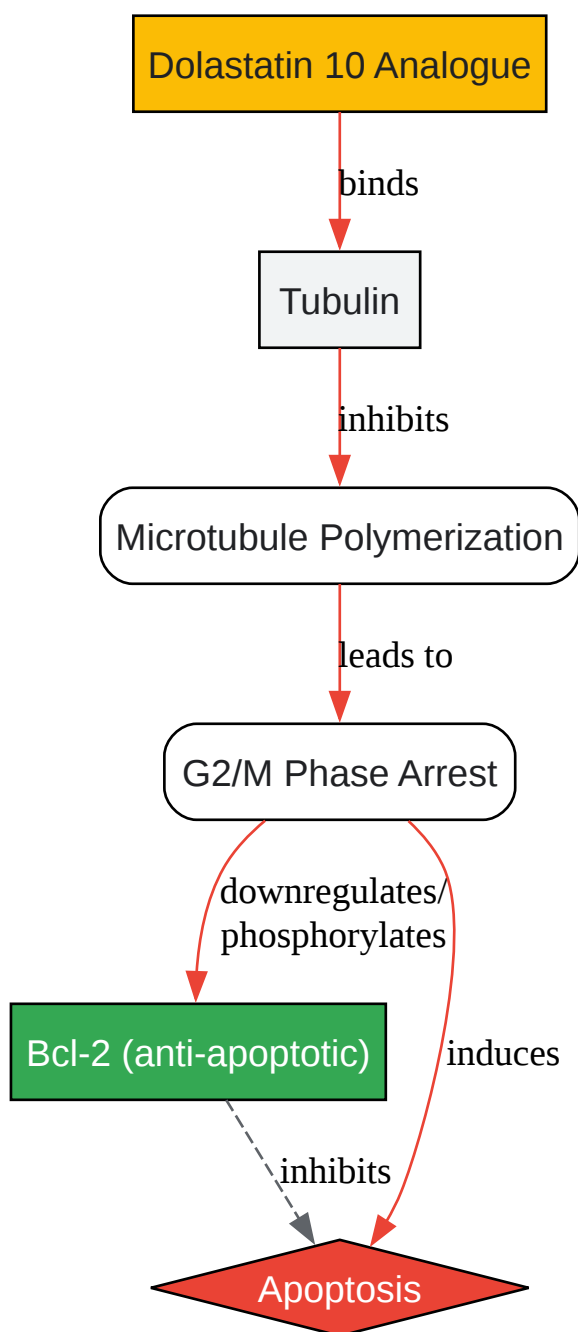 Dolastatin 10 Analogue
binds
Tubulin
inhibits
Microtubule Polymerization
leads to
G2/M Phase Arrest
downregulates/
phosphorylates
Bcl-2 (anti-apoptotic)
induces
inhibits
Apoptosis